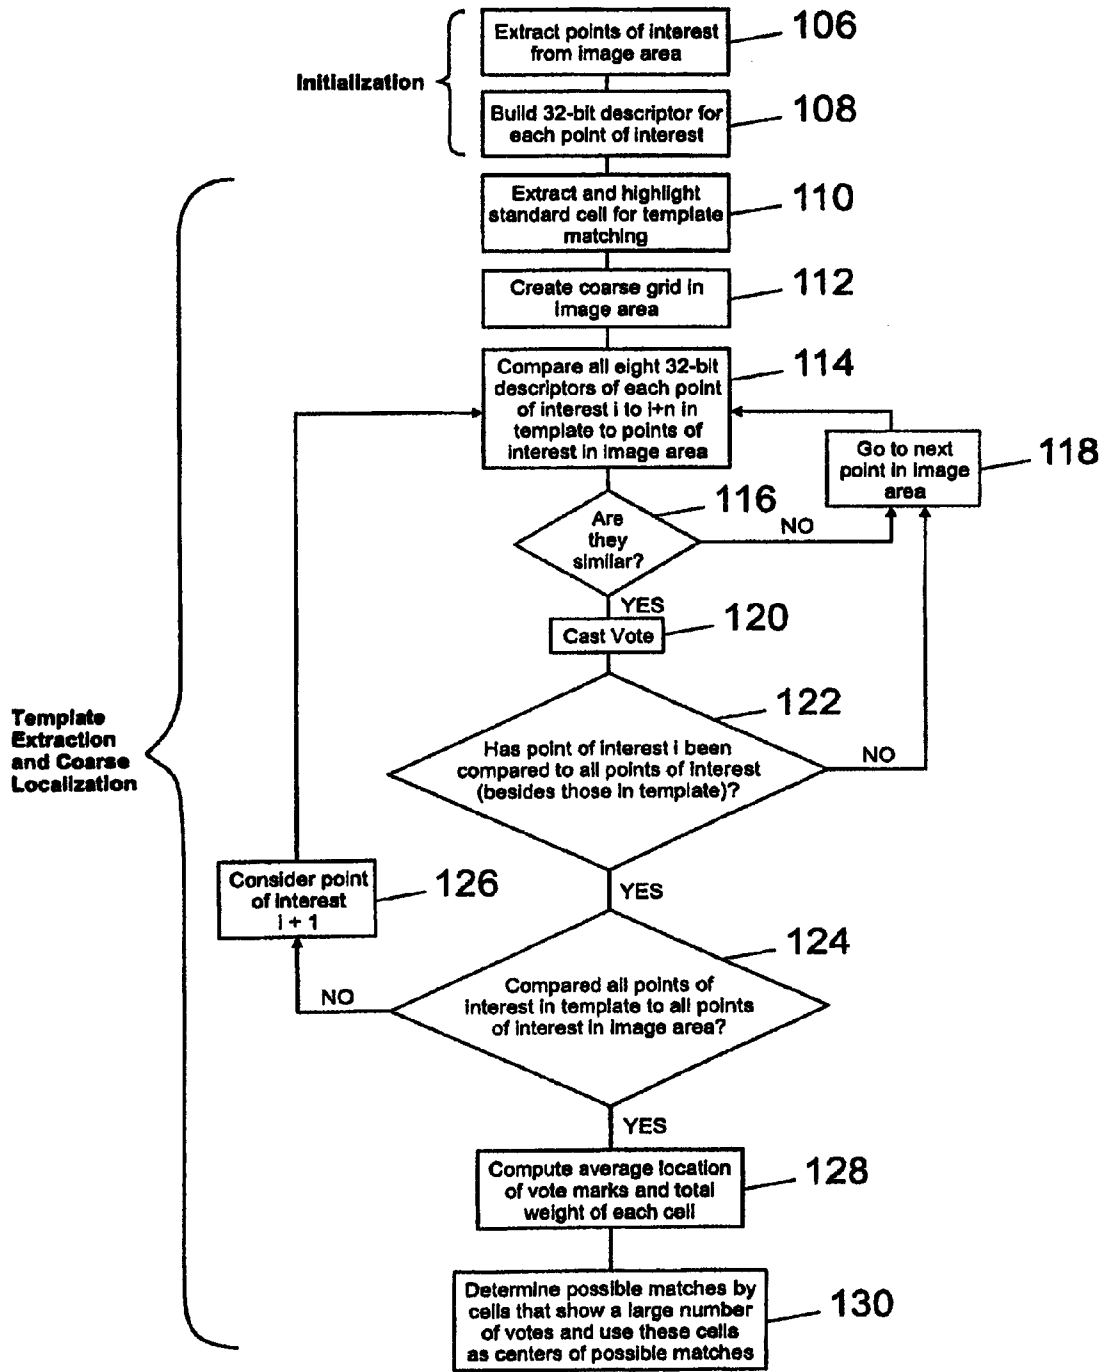 Extract points of interest
from image area
106
Initialization
Build 32-bit descriptor for
each point of interest
108
Extract and highlight
standard cell for template
matching
110
Create coarse grid in
image area
112
Compare all eight 32-bit
descriptors of each point
of interest i to i+n in
template to points of
interest in image area
114
Go to next
point in image
area
118
Are
they
similar?
116
NO
YES
Cast Vote
120
Template
Extraction
and Coarse
Localization
Has point of interest i been
compared to all points of interest
(besides those in template)?
122
NO
YES
Consider point
of interest
i + 1
126
Compared all points of
interest in template to all points
of interest in image area?
124
NO
YES
Compute average location
of vote marks and total
weight of each cell
128
Determine possible matches by
cells that show a large number
of votes and use these cells
as centers of possible matches
130